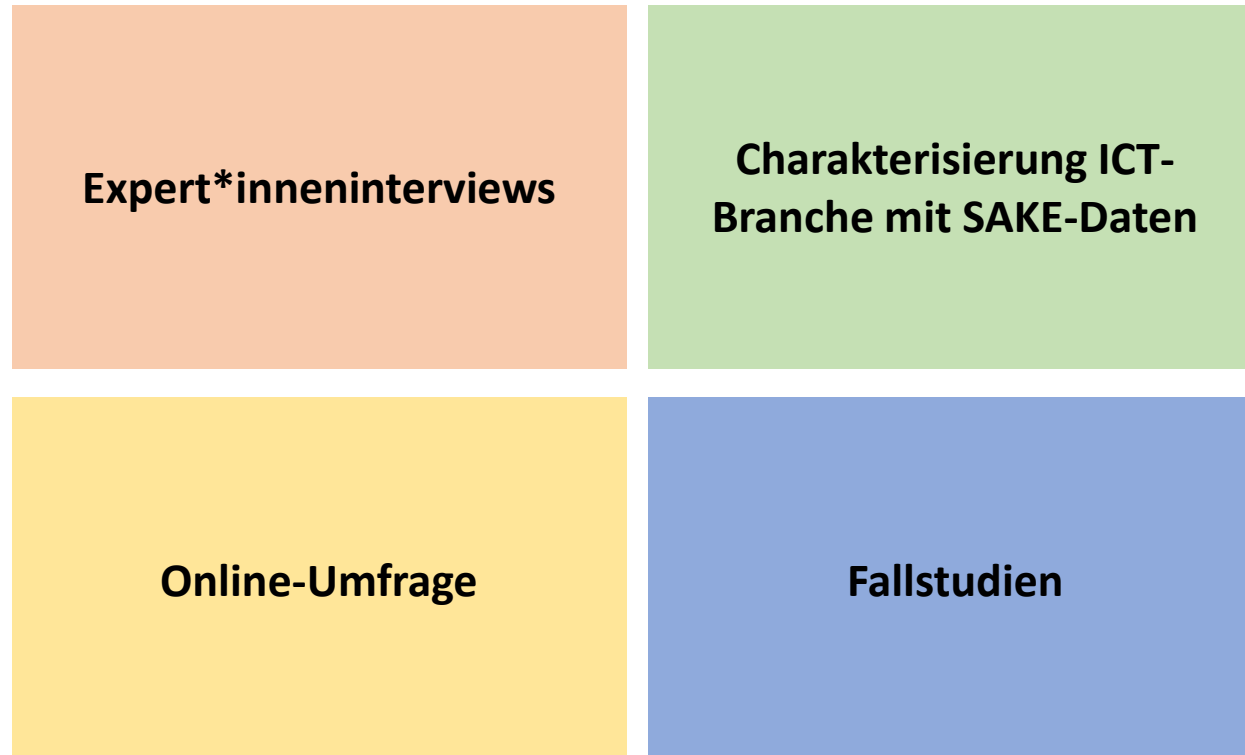 Expert*inneninterviews
Charakterisierung ICT-
Branche mit SAKE-Daten
Online-Umfrage
Fallstudien